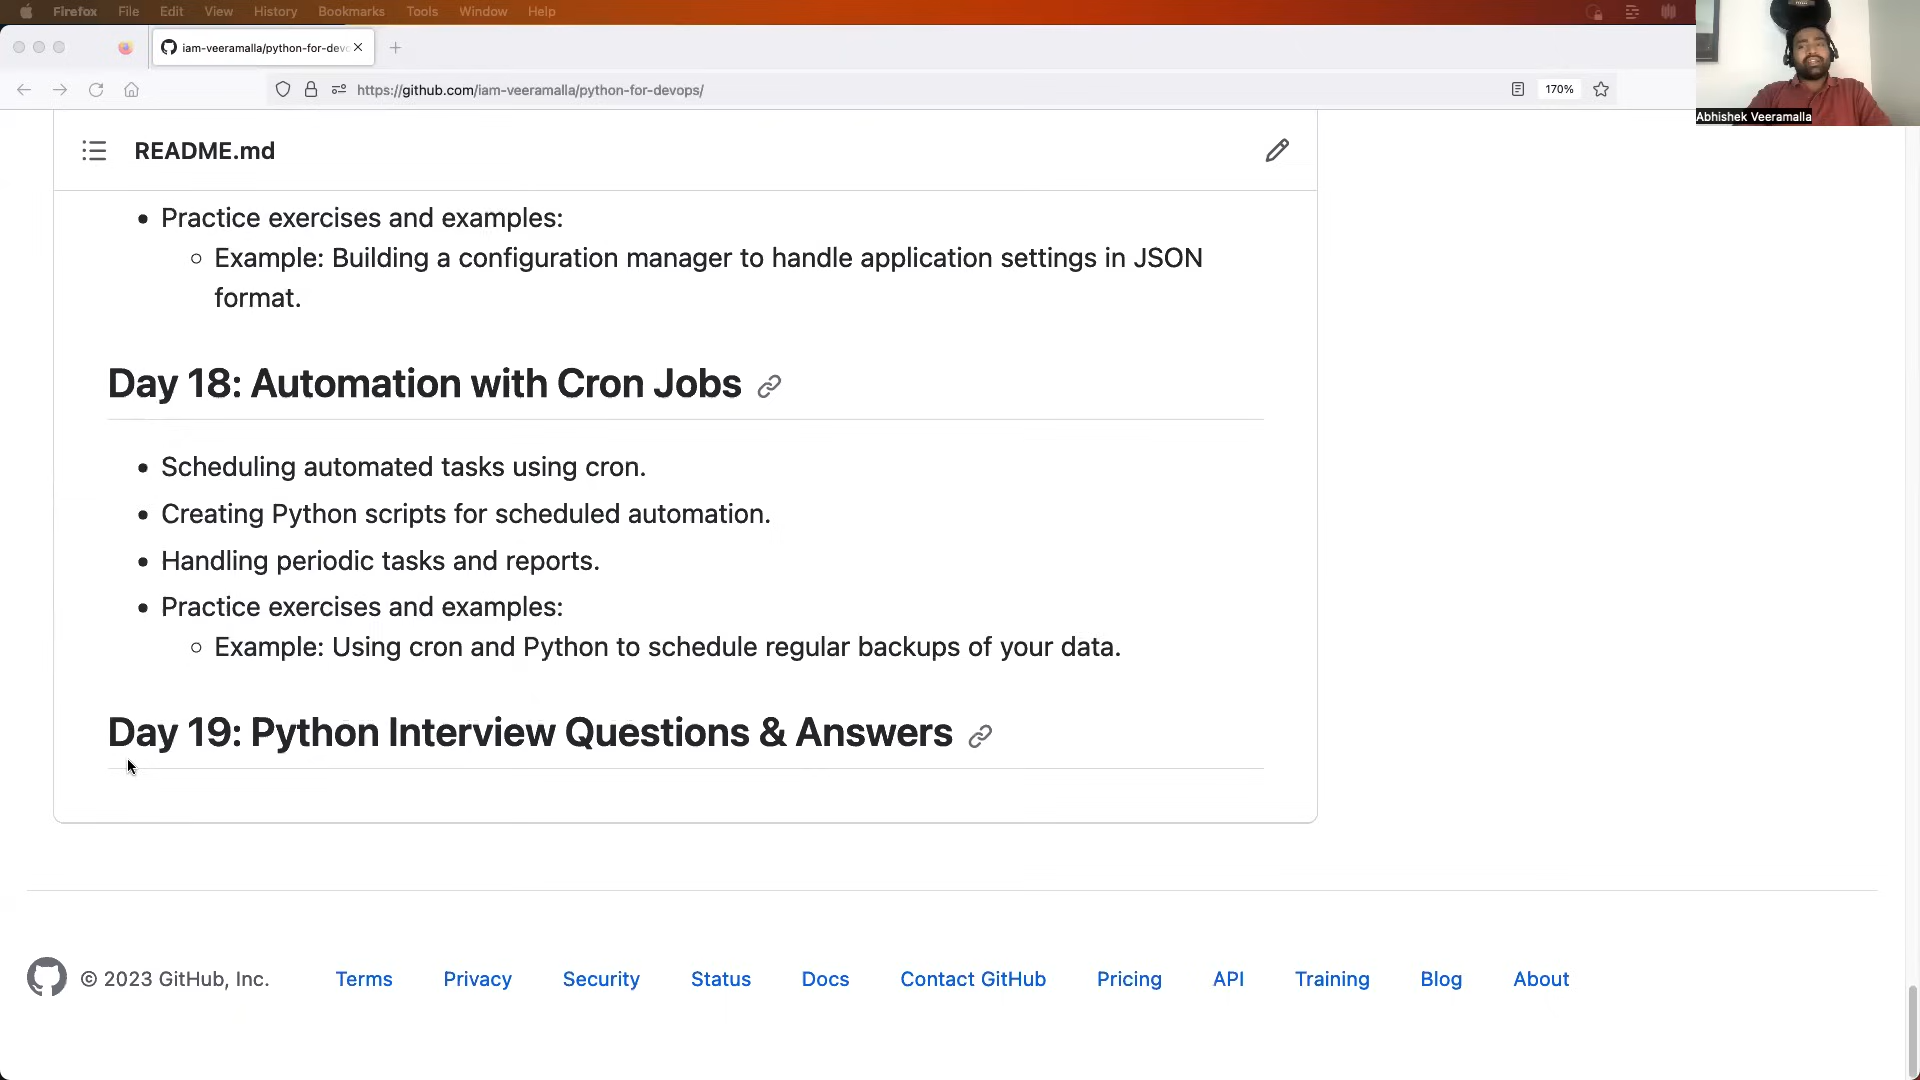 Firefox File Edit View History Bookmarks Tools Window Help
iam-veeramalla/python-for-dev
https://github.com/iam-veeramalla/python-for-devops/
170%
Abhishek Veeramalla
README.md
• Practice exercises and examples:
○ Example: Building a configuration manager to handle application settings in JSON
format.
Day 18: Automation with Cron Jobs
• Scheduling automated tasks using cron.
• Creating Python scripts for scheduled automation.
• Handling periodic tasks and reports.
• Practice exercises and examples:
○ Example: Using cron and Python to schedule regular backups of your data.
Day 19: Python Interview Questions & Answers
© 2023 GitHub, Inc. Terms Privacy Security Status Docs Contact GitHub Pricing API Training Blog About